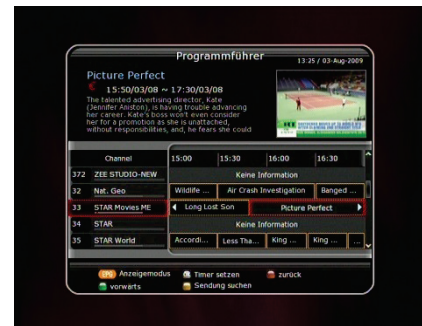 Programmführer
13:25 / 03-Aug-2009
Picture Perfect
15:50/03/08 ~ 17:30/03/08
The talented advertising director, Kate
(Jennifer Aniston), is having trouble advancing
her career. Kate's boss won't even consider
her for a promotion as she is unattached,
without responsibilities, and, he fears she could
Channel 15:00 15:30 16:00 16:30
372 ZEE STUDIO-NEW Keine Information
32 Nat. Geo Wildlife ... Air Crash Investigation Banged ...
33 STAR Movies ME Long Lost Son Picture Perfect
34 STAR Keine Information
35 STAR World Accordi... Less Tha... King ... King ... ...
EPG Anzeigemodus Timer setzen zurück
vorwärts Sendung suchen